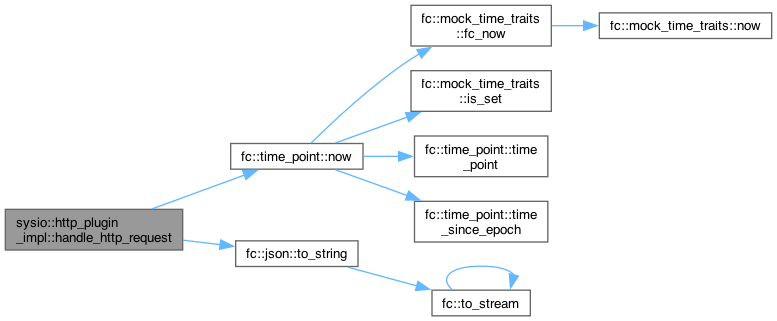 fc::mock_time_traits
::fc_now
fc::mock_time_traits::now
fc::mock_time_traits
::is_set
fc::time_point::now
fc::time_point::time
_point
fc::time_point::time
_since_epoch
sysio::http_plugin
_impl::handle_http_request
fc::json::to_string
fc::to_stream